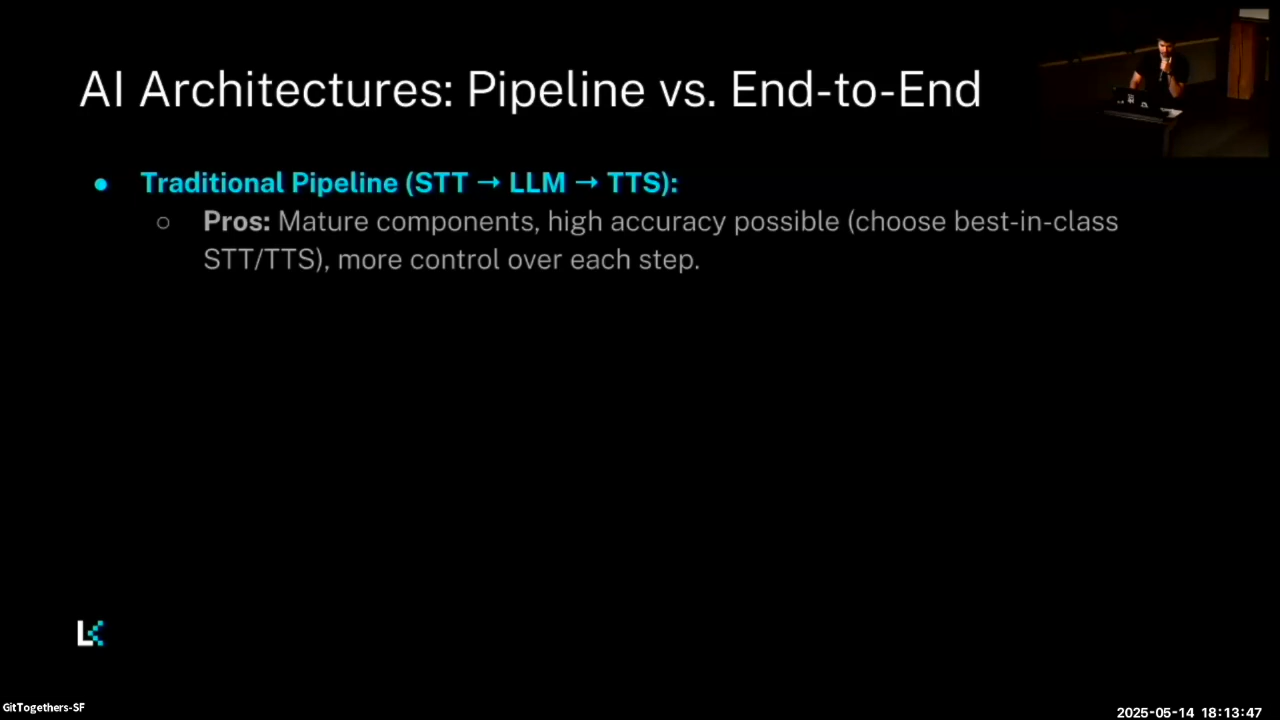 AI Architectures: Pipeline vs. End-to-End
● Traditional Pipeline (STT → LLM → TTS):
○ Pros: Mature components, high accuracy possible (choose best-in-class
STT/TTS), more control over each step.
LK
GitTogethers-SF
2025-05-14 18:13:47